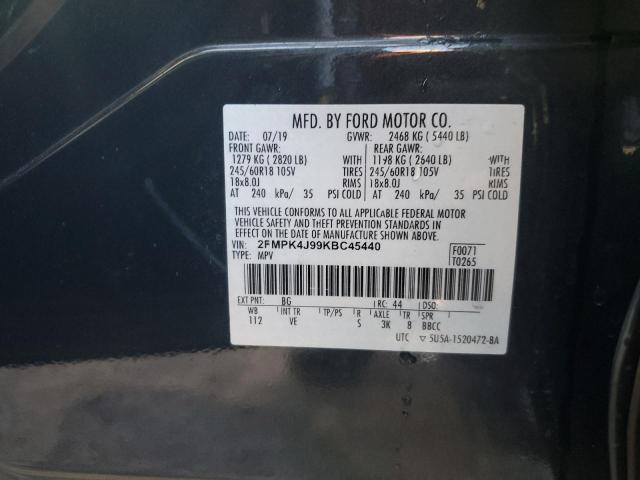 MFD. BY FORD MOTOR CO.
DATE: 07/19 GVWR: 2468 KG ( 5440 LB)
FRONT GAWR: REAR GAWR:
1279 KG ( 2820 LB) WITH 1198 KG ( 2640 LB) WITH
245/60R18 105V TIRES 245/60R18 105V TIRES
18x8.0J RIMS 18x8.0J RIMS
AT 240 kPa/ 35 PSI COLD AT 240 kPa/ 35 PSI COLD
THIS VEHICLE CONFORMS TO ALL APPLICABLE FEDERAL MOTOR
VEHICLE SAFETY AND THEFT PREVENTION STANDARDS IN
EFFECT ON THE DATE OF MANUFACTURE SHOWN ABOVE.
VIN: 2FMPK4J99KBC45440 F0071
TYPE: MPV T0265
EXT PNT: BG RC: 44 DSO:
WB INT TR TP/PS R AXLE TR SPR
112 VE S 3K 8 BBCC
UTC ▽ 5U5A-1520472-BA